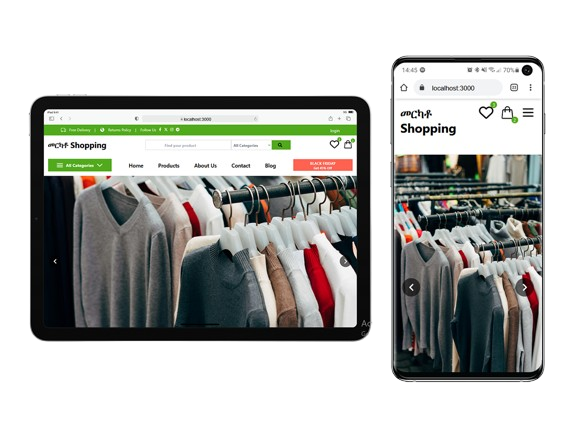 localhost:3000
Free Delivery | Returns Policy | Follow Us
login
መርካቶ Shopping
Find your product
All Categories
All Categories
Home
Products
About Us
Contact
Blog
BLACK FRIDAY
14:45
70%
localhost:3000
መርካቶ
Shopping